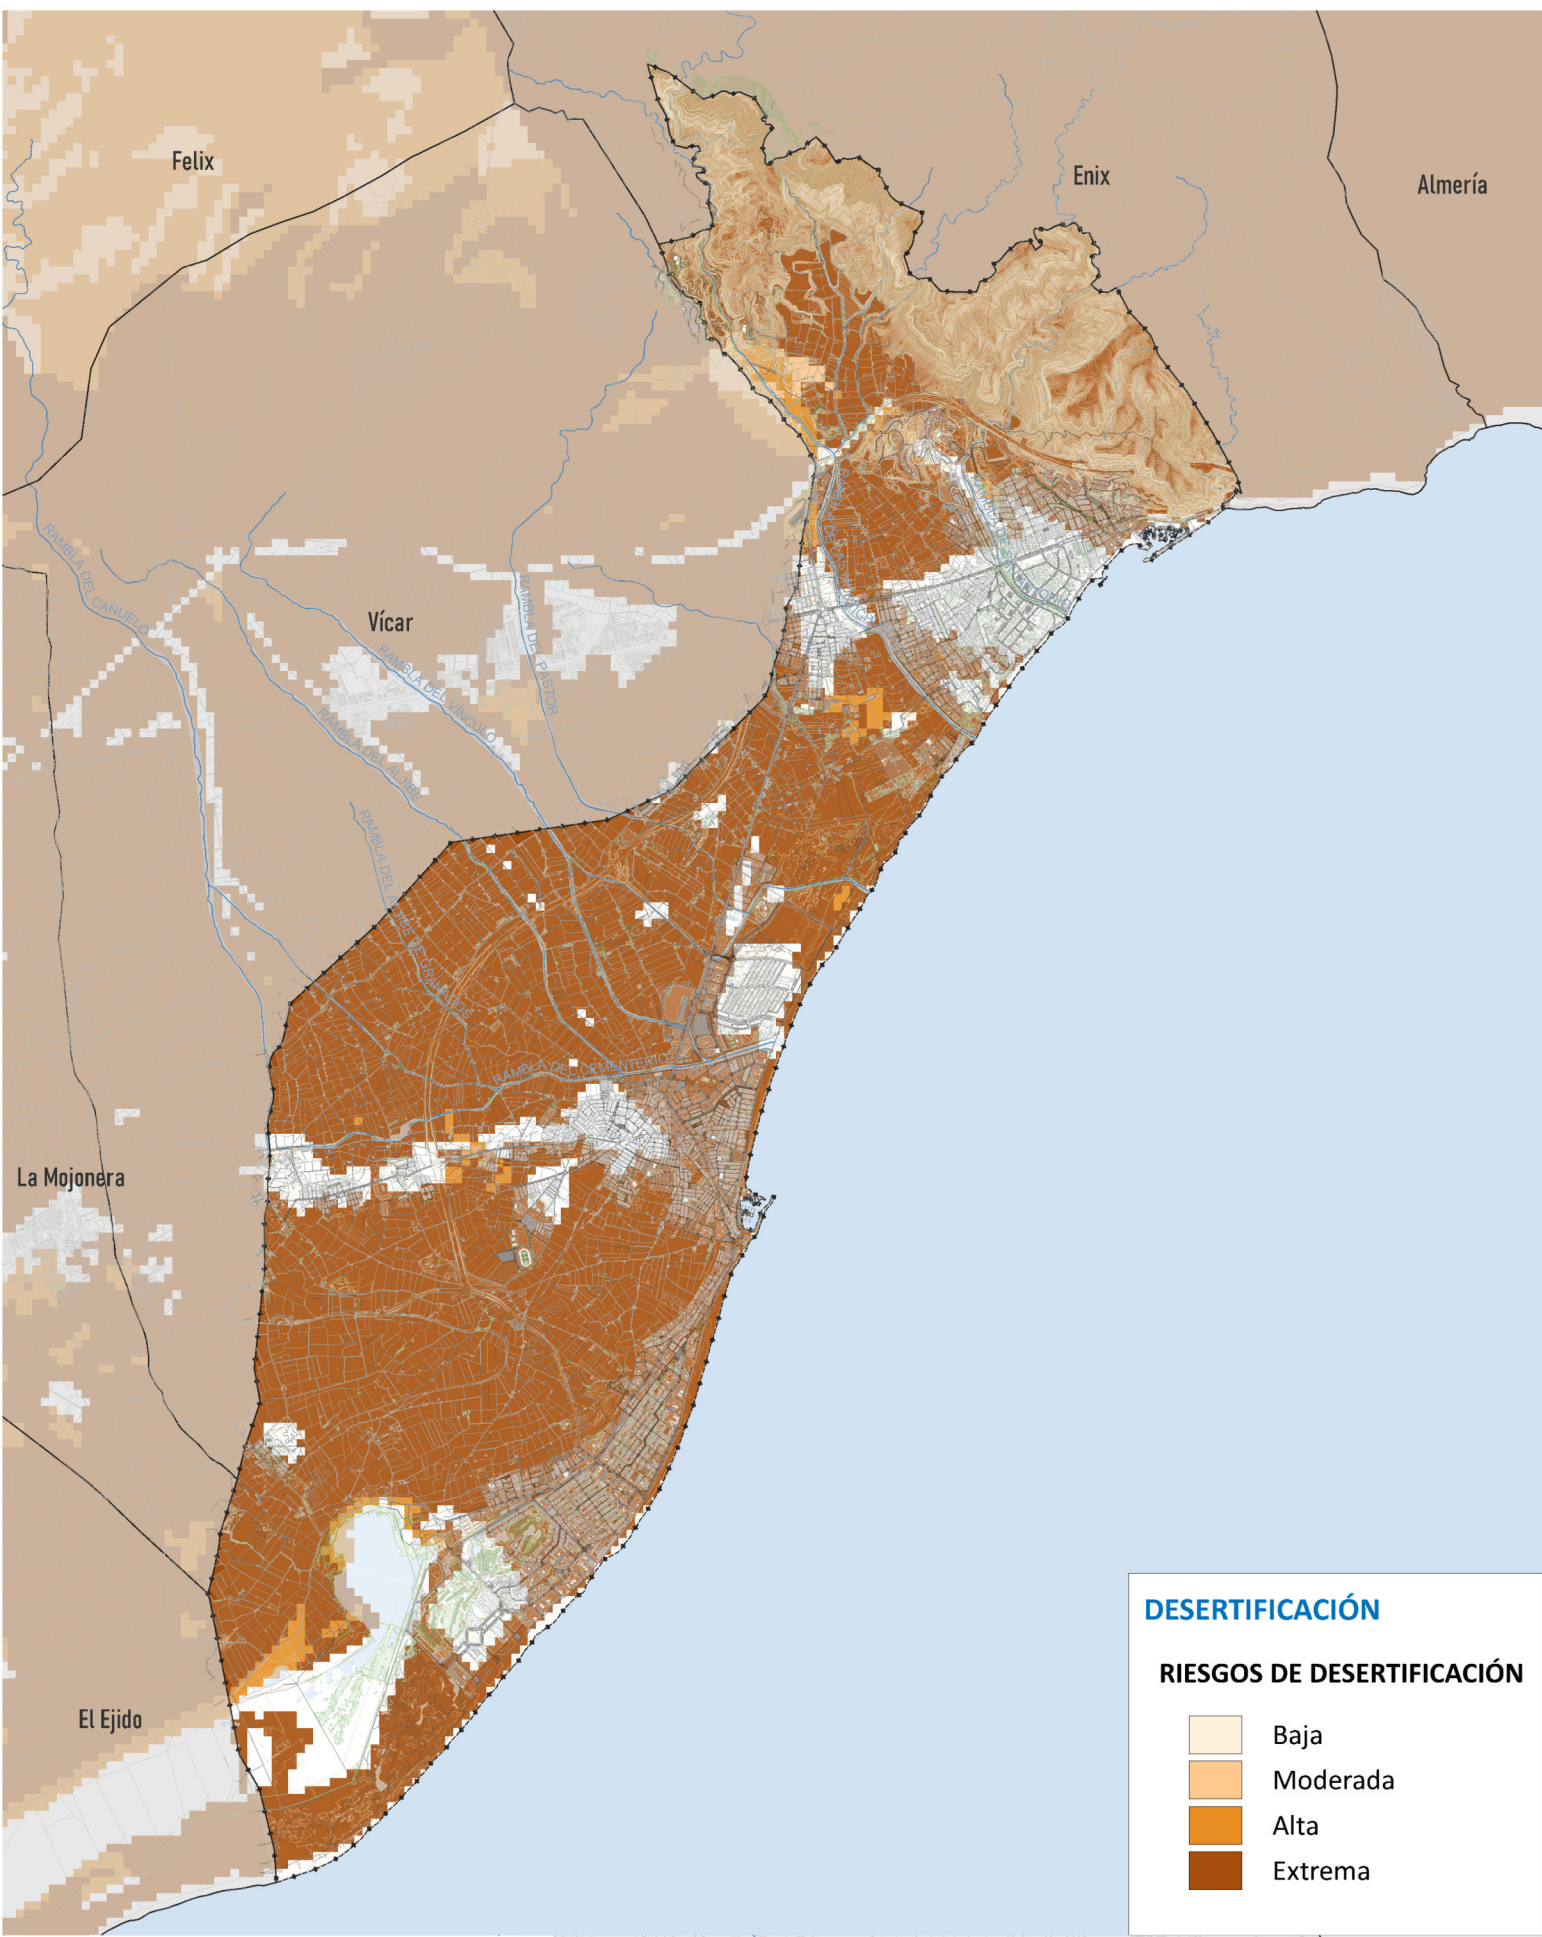 Felix
Enix
Almería
RAMBLA DEL CAÑUELO
Vícar
RAMBLA DEL VÍNCULO
RAMBLA DEL PASTOR
RAMBLA DEL ALJIBE
RAMBLA DEL CEMENTERIO
La Mojonera
El Ejido
DESERTIFICACIÓN
RIESGOS DE DESERTIFICACIÓN
Baja
Moderada
Alta
Extrema